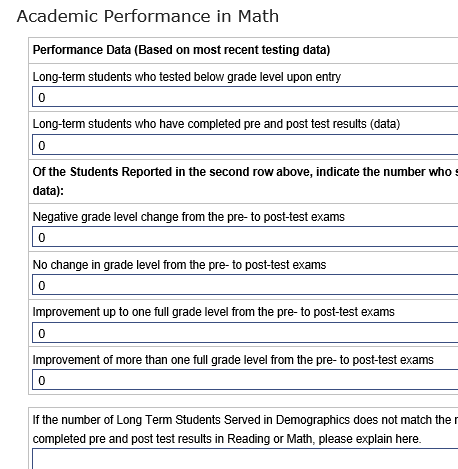 Academic Performance in Math
Performance Data (Based on most recent testing data)
Long-term students who tested below grade level upon entry
0
Long-term students who have completed pre and post test results (data)
0
Of the Students Reported in the second row above, indicate the number who
data):
Negative grade level change from the pre- to post-test exams
0
No change in grade level from the pre- to post-test exams
0
Improvement up to one full grade level from the pre- to post-test exams
0
Improvement of more than one full grade level from the pre- to post-test exams
0
If the number of Long Term Students Served in Demographics does not match the
completed pre and post test results in Reading or Math, please explain here.